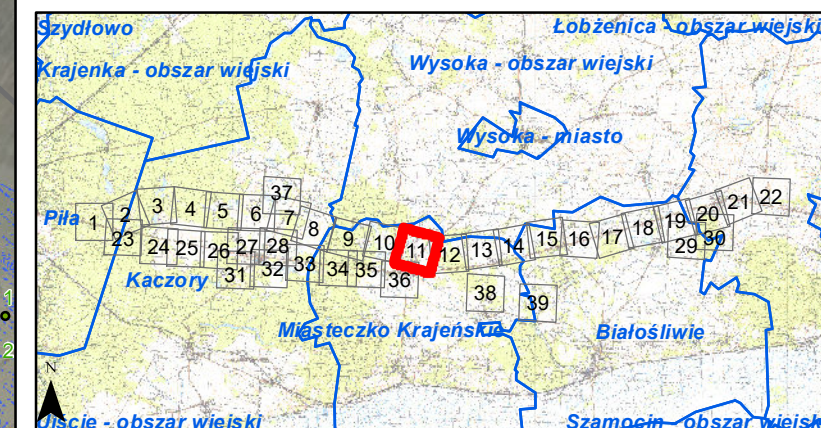 Szydłowo
Łobżenica - obszar wiejski
Krajenka - obszar wiejski
Wysoka - obszar wiejski
Wysoka - miasto
37
1 2 3 4 5 6 7 8 9 10 11 12 13 14 15 16 17 18 19 20 21 22
Piła
23 24 25 26 27 28 29 30
31 32 33 34 35 36
Kaczory
38 39
Miasteczko Krajeńskie
Białośliwie
1
2
N
Ujście - obszar wiejski
Szamocin - obszar wiejsk